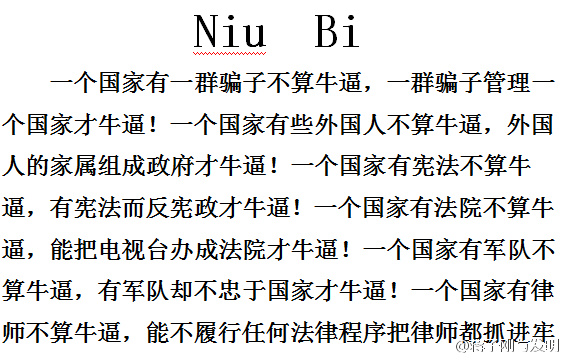 Niu Bi
一个国家有一群骗子不算牛逼，一群骗子管理一
个国家才牛逼！一个国家有些外国人不算牛逼，外国
人的家属组成政府才牛逼！一个国家有宪法不算牛
逼，有宪法而反宪政才牛逼！一个国家有法院不算牛
逼，能把电视台办成法院才牛逼！一个国家有军队不
算牛逼，有军队却不忠于国家才牛逼！一个国家有律
师不算牛逼，能不履行任何法律程序把律师都抓进牢